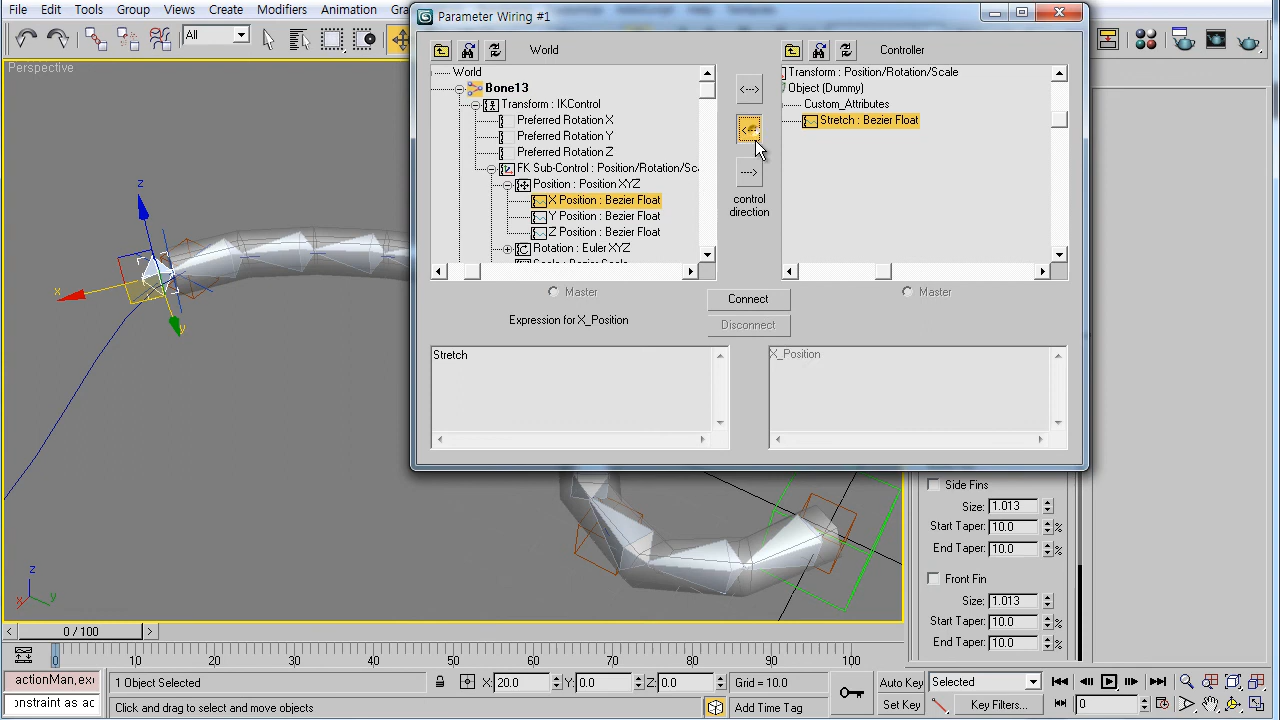 File Edit Tools Group Views Create Modifiers Animation
Parameter Wiring #1
All
Perspective
World
Controller
World
Bone13
Transform : IKControl
Preferred Rotation X
Preferred Rotation Y
Preferred Rotation Z
FK Sub-Control : Position/Rotation/Sca
Position : Position XYZ
X Position : Bezier Float
Y Position : Bezier Float
Z Position : Bezier Float
Rotation : Euler XYZ
Transform : Position/Rotation/Scale
Object (Dummy)
Custom_Attributes
Stretch : Bezier Float
<-->
-->
control
direction
Master
Connect
Master
Expression for X_Position
Disconnect
Stretch
X_Position
z
x
y
Side Fins
Size: 1.013
Start Taper: 10.0 %
End Taper: 10.0 %
Front Fin
Size: 1.013
Start Taper: 10.0 %
End Taper: 10.0 %
z
x
y
< 0 / 100 >
0 10 20 30 40 50 60 70 80 90 100
actionMan,exe
1 Object Selected
X: 20.0 Y: 0.0 Z: 0.0 Grid = 10.0
Auto Key
Selected
onstraint as ac
Click and drag to select and move objects
Add Time Tag
Set Key
Key Filters...
0